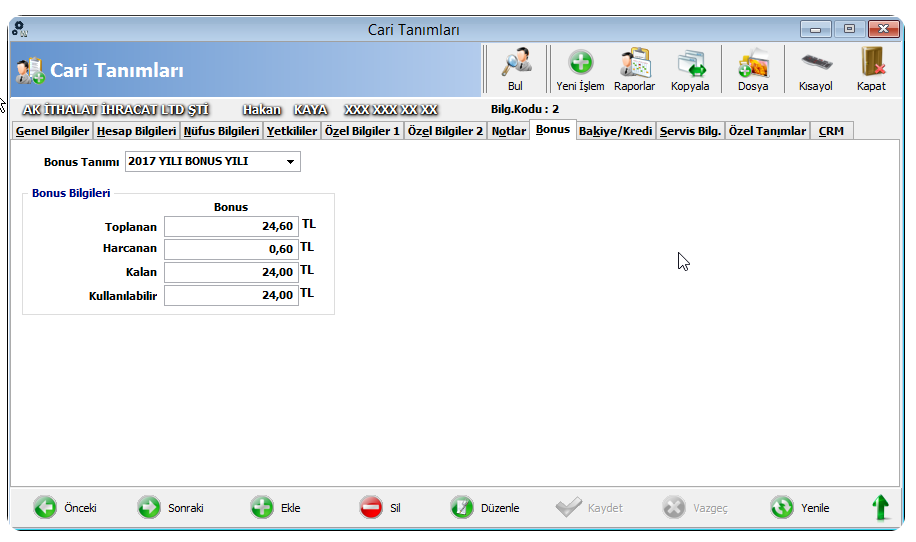 Cari Tanımları
Cari Tanımları
Bul
Yeni İşlem
Raporlar
Kopyala
Dosya
Kısayol
Kapat
AK İTHALAT İHRACAT LTD ŞTİ Hakan KAYA XXX XXX XX XX Bilg.Kodu : 2
Genel Bilgiler Hesap Bilgileri Nüfus Bilgileri Yetkililer Özel Bilgiler 1 Özel Bilgiler 2 Notlar Bonus Bakiye/Kredi Servis Bilg. Özel Tanımlar CRM
Bonus Tanımı 2017 YILI BONUS YILI
Bonus Bilgileri
Bonus
Toplanan 24,60 TL
Harcanan 0,60 TL
Kalan 24,00 TL
Kullanılabilir 24,00 TL
Önceki Sonraki Ekle Sil Düzenle Kaydet Vazgeç Yenile